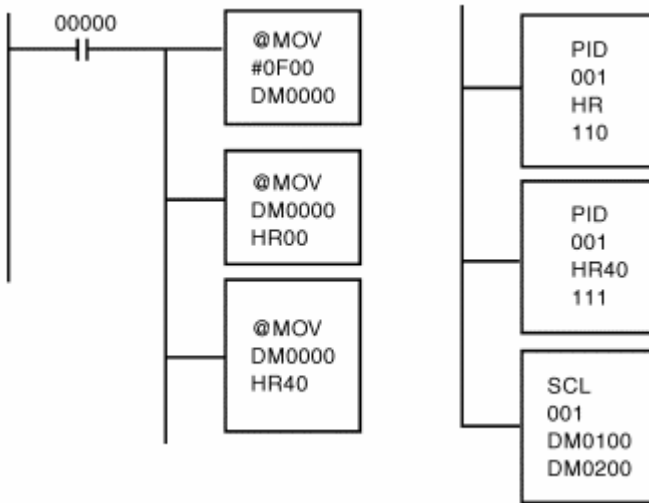 00000
@MOV
#0F00
DM0000
@MOV
DM0000
HR00
@MOV
DM0000
HR40
PID
001
HR
110
PID
001
HR40
111
SCL
001
DM0100
DM0200